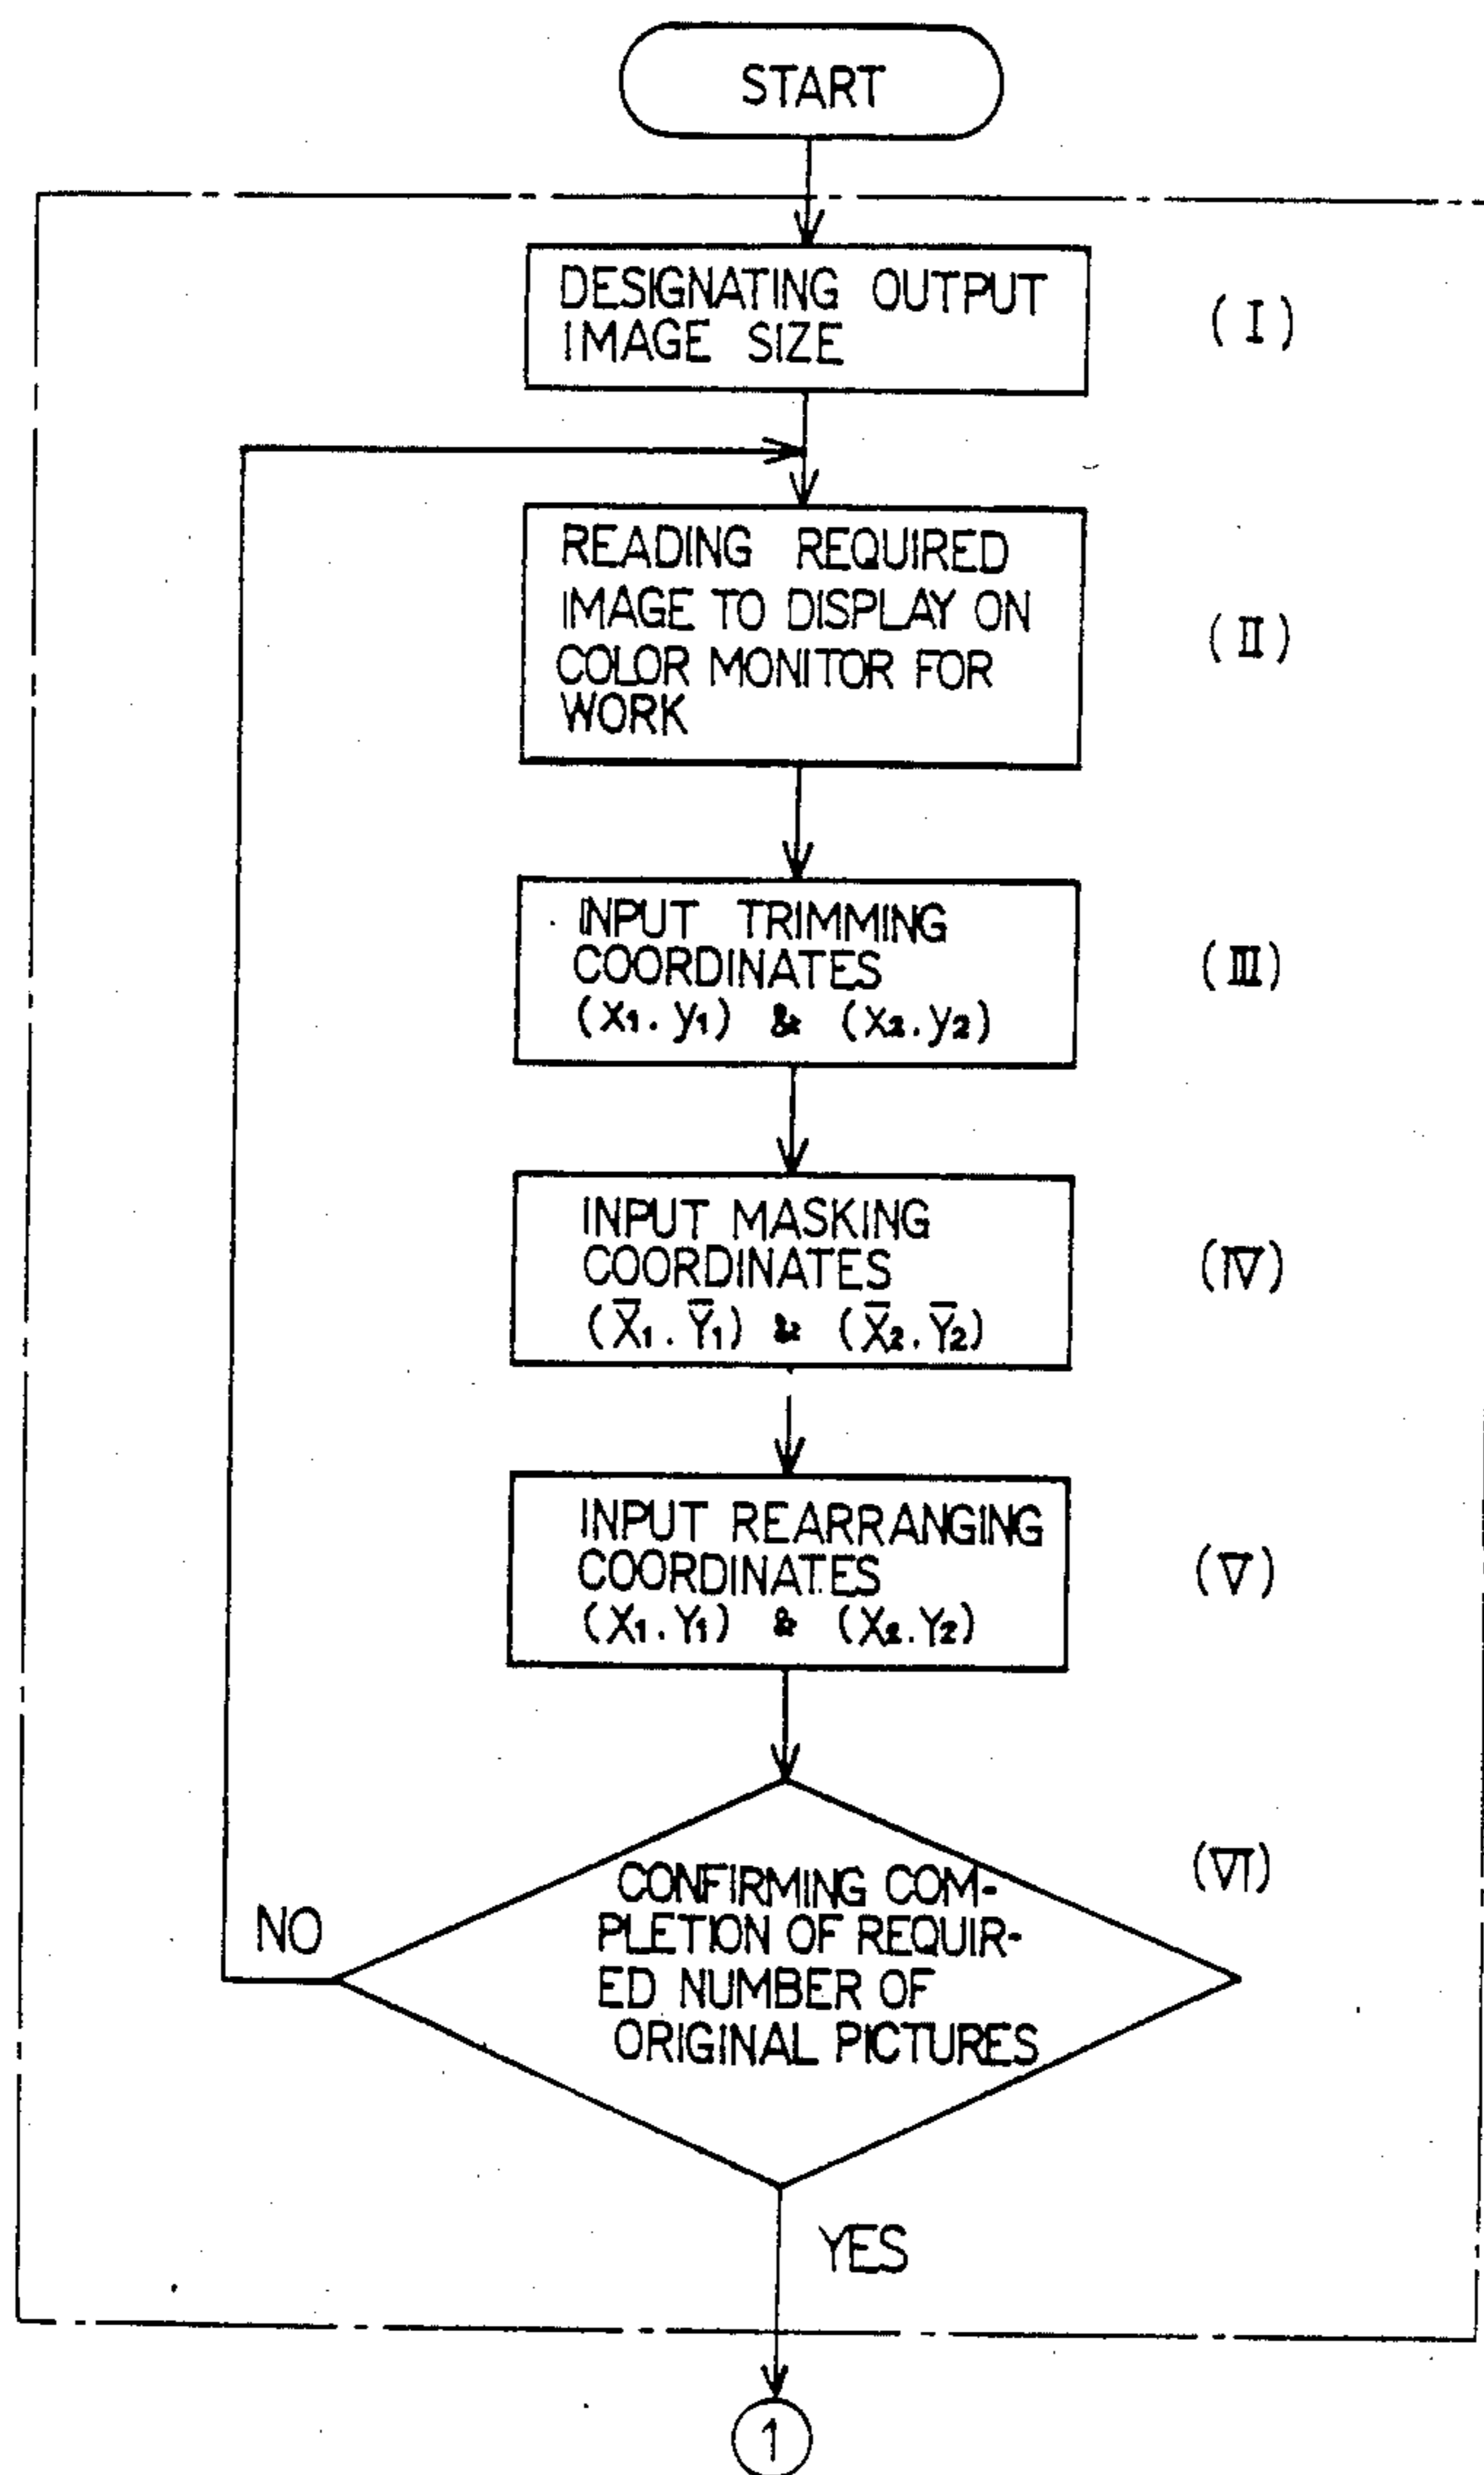 START
DESIGNATING OUTPUT
IMAGE SIZE
(I)
READING REQUIRED
IMAGE TO DISPLAY ON
COLOR MONITOR FOR
WORK
(II)
INPUT TRIMMING
COORDINATES
(x₁.y₁) & (x₂.y₂)
(III)
INPUT MASKING
COORDINATES
(X̅₁.Y̅₁) & (X̅₂.Y̅₂)
(IV)
INPUT REARRANGING
COORDINATES
(X₁.Y₁) & (X₂.Y₂)
(V)
CONFIRMING COM-
PLETION OF REQUIR-
ED NUMBER OF
ORIGINAL PICTURES
(VI)
NO
YES
1